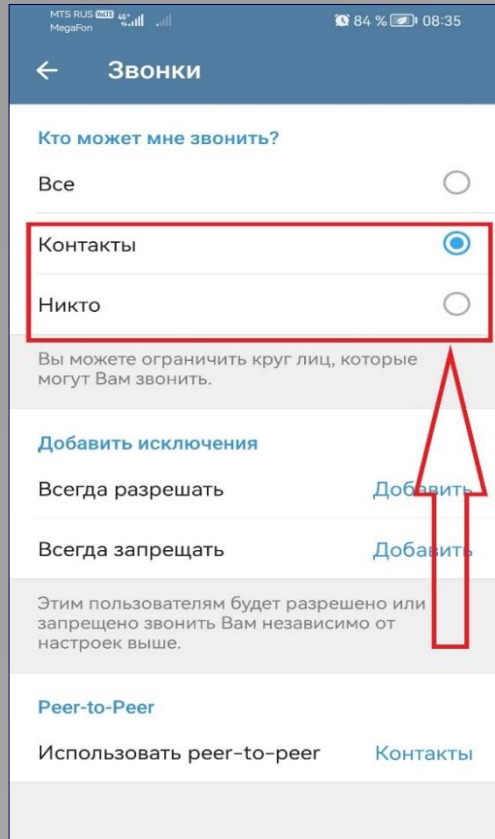 MTS RUS VoLTE 4G+ 84 % 08:35
MegaFon
Звонки
Кто может мне звонить?
Все
Контакты
Никто
Вы можете ограничить круг лиц, которые
могут Вам звонить.
Добавить исключения
Всегда разрешать Добавить
Всегда запрещать Добавить
Этим пользователям будет разрешено или
запрещено звонить Вам независимо от
настроек выше.
Peer-to-Peer
Использовать peer-to-peer Контакты